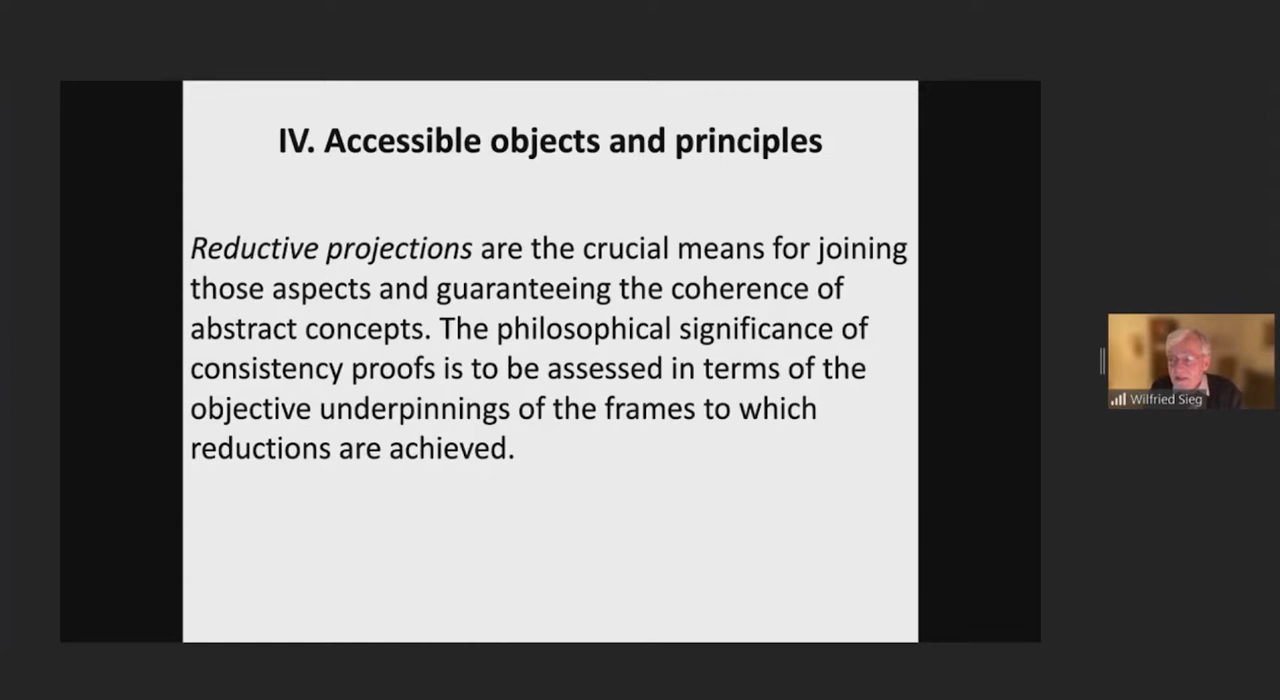 IV. Accessible objects and principles
Reductive projections are the crucial means for joining
those aspects and guaranteeing the coherence of
abstract concepts. The philosophical significance of
consistency proofs is to be assessed in terms of the
objective underpinnings of the frames to which
reductions are achieved.
Wilfried Sieg